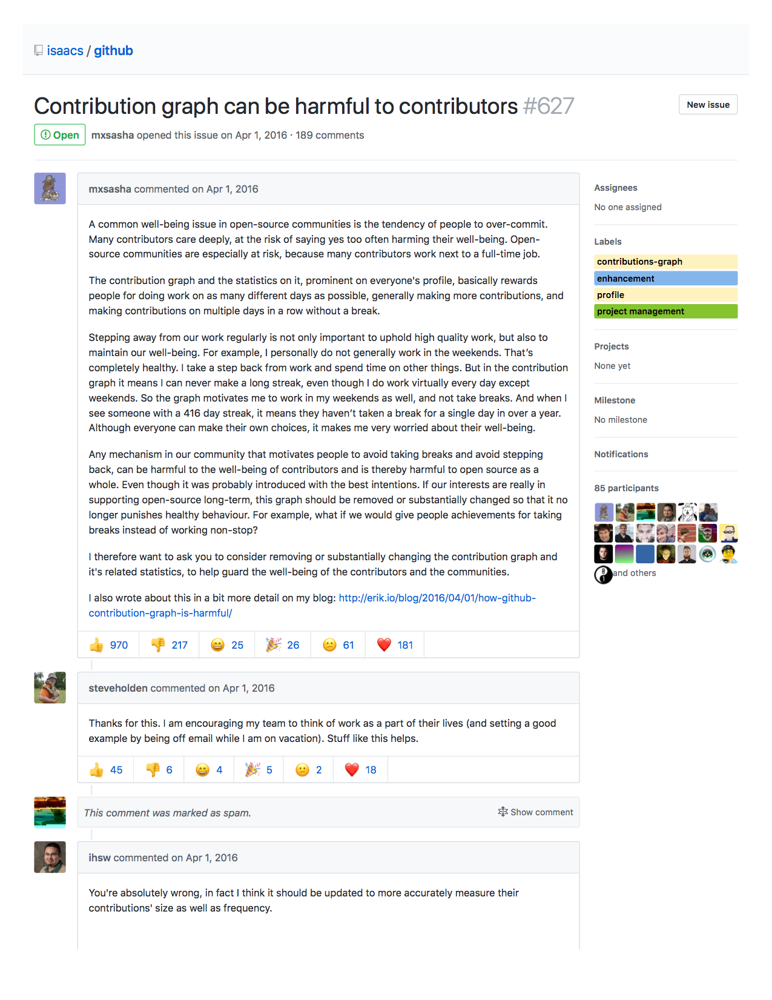 isaacs / github
Contribution graph can be harmful to contributors #627
New issue
Open mxsasha opened this issue on Apr 1, 2016 · 189 comments
mxsasha commented on Apr 1, 2016
A common well-being issue in open-source communities is the tendency of people to over-commit.
Many contributors care deeply, at the risk of saying yes too often harming their well-being. Open-
source communities are especially at risk, because many contributors work next to a full-time job.
The contribution graph and the statistics on it, prominent on everyone's profile, basically rewards
people for doing work on as many different days as possible, generally making more contributions, and
making contributions on multiple days in a row without a break.
Stepping away from our work regularly is not only important to uphold high quality work, but also to
maintain our well-being. For example, I personally do not generally work in the weekends. That’s
completely healthy. I take a step back from work and spend time on other things. But in the contribution
graph it means I can never make a long streak, even though I do work virtually every day except
weekends. So the graph motivates me to work in my weekends as well, and not take breaks. And when I
see someone with a 416 day streak, it means they haven’t taken a break for a single day in over a year.
Although everyone can make their own choices, it makes me very worried about their well-being.
Any mechanism in our community that motivates people to avoid taking breaks and avoid stepping
back, can be harmful to the well-being of contributors and is thereby harmful to open source as a
whole. Even though it was probably introduced with the best intentions. If our interests are really in
supporting open-source long-term, this graph should be removed or substantially changed so that it no
longer punishes healthy behaviour. For example, what if we would give people achievements for taking
breaks instead of working non-stop?
I therefore want to ask you to consider removing or substantially changing the contribution graph and
it's related statistics, to help guard the well-being of the contributors and the communities.
I also wrote about this in a bit more detail on my blog: http://erik.io/blog/2016/04/01/how-github-
contribution-graph-is-harmful/
👍 970 👎 217 😄 25 🎉 26 😕 61 ❤️ 181
steveholden commented on Apr 1, 2016
Thanks for this. I am encouraging my team to think of work as a part of their lives (and setting a good
example by being off email while I am on vacation). Stuff like this helps.
👍 45 👎 6 😄 4 🎉 5 😕 2 ❤️ 18
This comment was marked as spam.
Show comment
ihsw commented on Apr 1, 2016
You're absolutely wrong, in fact I think it should be updated to more accurately measure their
contributions' size as well as frequency.
Assignees
No one assigned
Labels
contributions-graph
enhancement
profile
project management
Projects
None yet
Milestone
No milestone
Notifications
85 participants
and others